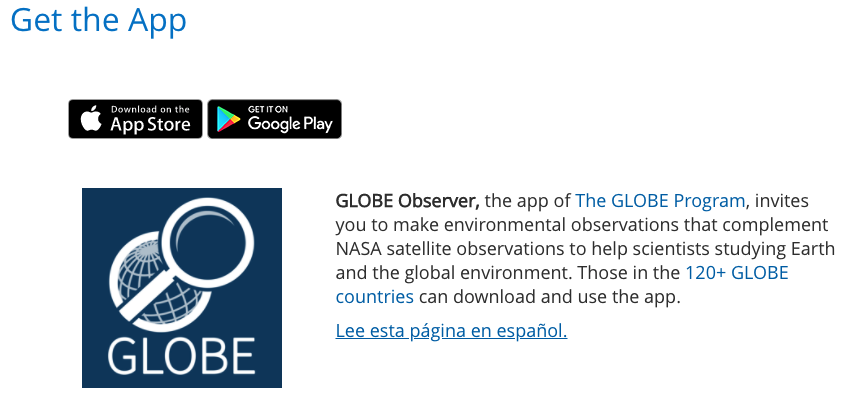 Get the App
Download on the
App Store
GET IT ON
Google Play
GLOBE
GLOBE Observer, the app of The GLOBE Program, invites
you to make environmental observations that complement
NASA satellite observations to help scientists studying Earth
and the global environment. Those in the 120+ GLOBE
countries can download and use the app.
Lee esta página en español.